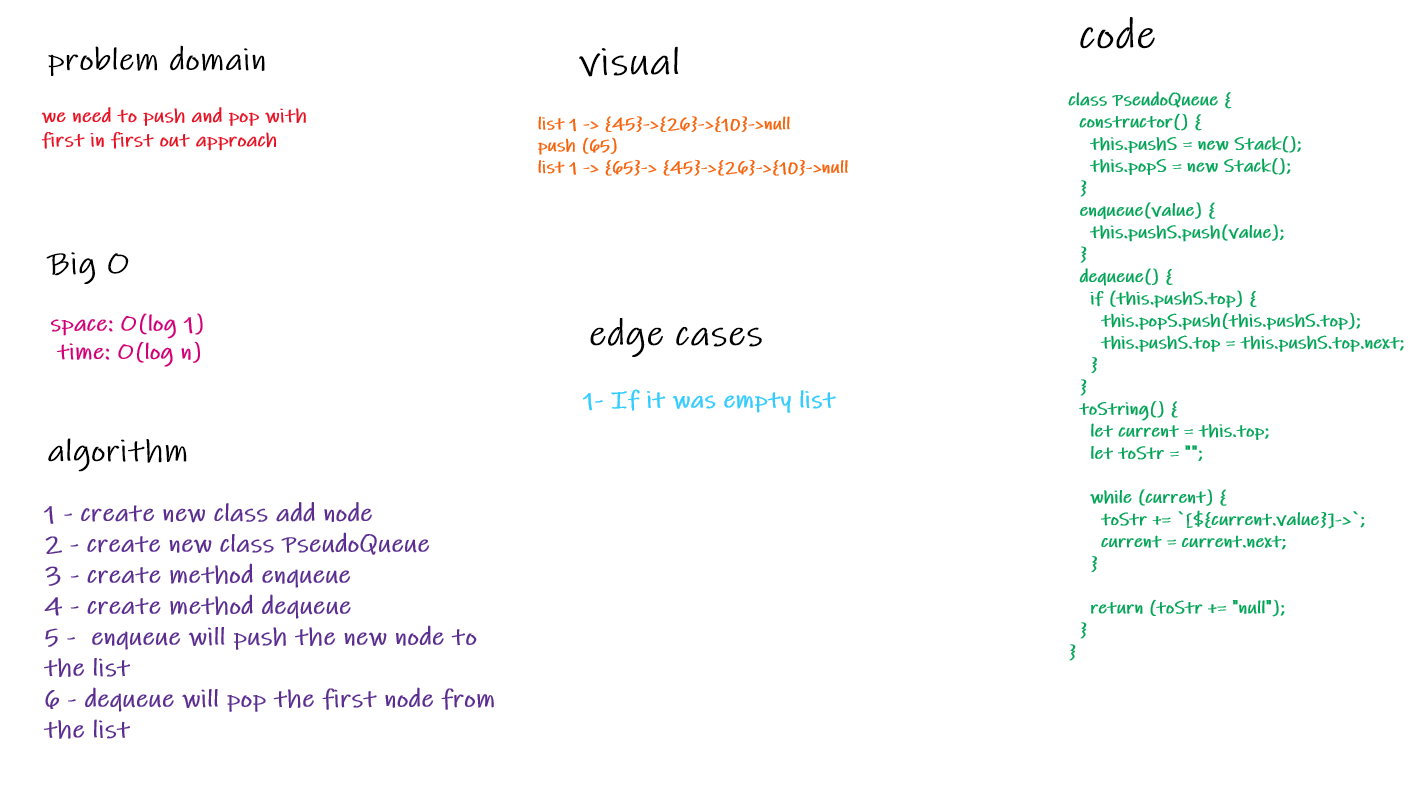 problem domain
we need to push and pop with
first in first out approach
Big O
space: O(log 1)
time: O(log n)
algorithm
1 - create new class add node
2 - create new class PseudoQueue
3 - create method enqueue
4 - create method dequeue
5 -  enqueue will push the new node to
the list
6 - dequeue will pop the first node from
the list
visual
list 1 -> {45}->{26}->{10}->null
push (65)
list 1 -> {65}-> {45}->{26}->{10}->null
edge cases
1- If it was empty list
code
class PseudoQueue {
  constructor() {
    this.pushS = new Stack();
    this.popS = new Stack();
  }
  enqueue(value) {
    this.pushS.push(value);
  }
  dequeue() {
    if (this.pushS.top) {
      this.popS.push(this.pushS.top);
      this.pushS.top = this.pushS.top.next;
    }
  }
  toString() {
    let current = this.top;
    let toStr = "";
    while (current) {
      toStr += `[${current.value}]->`;
      current = current.next;
    }
    return (toStr += "null");
  }
}